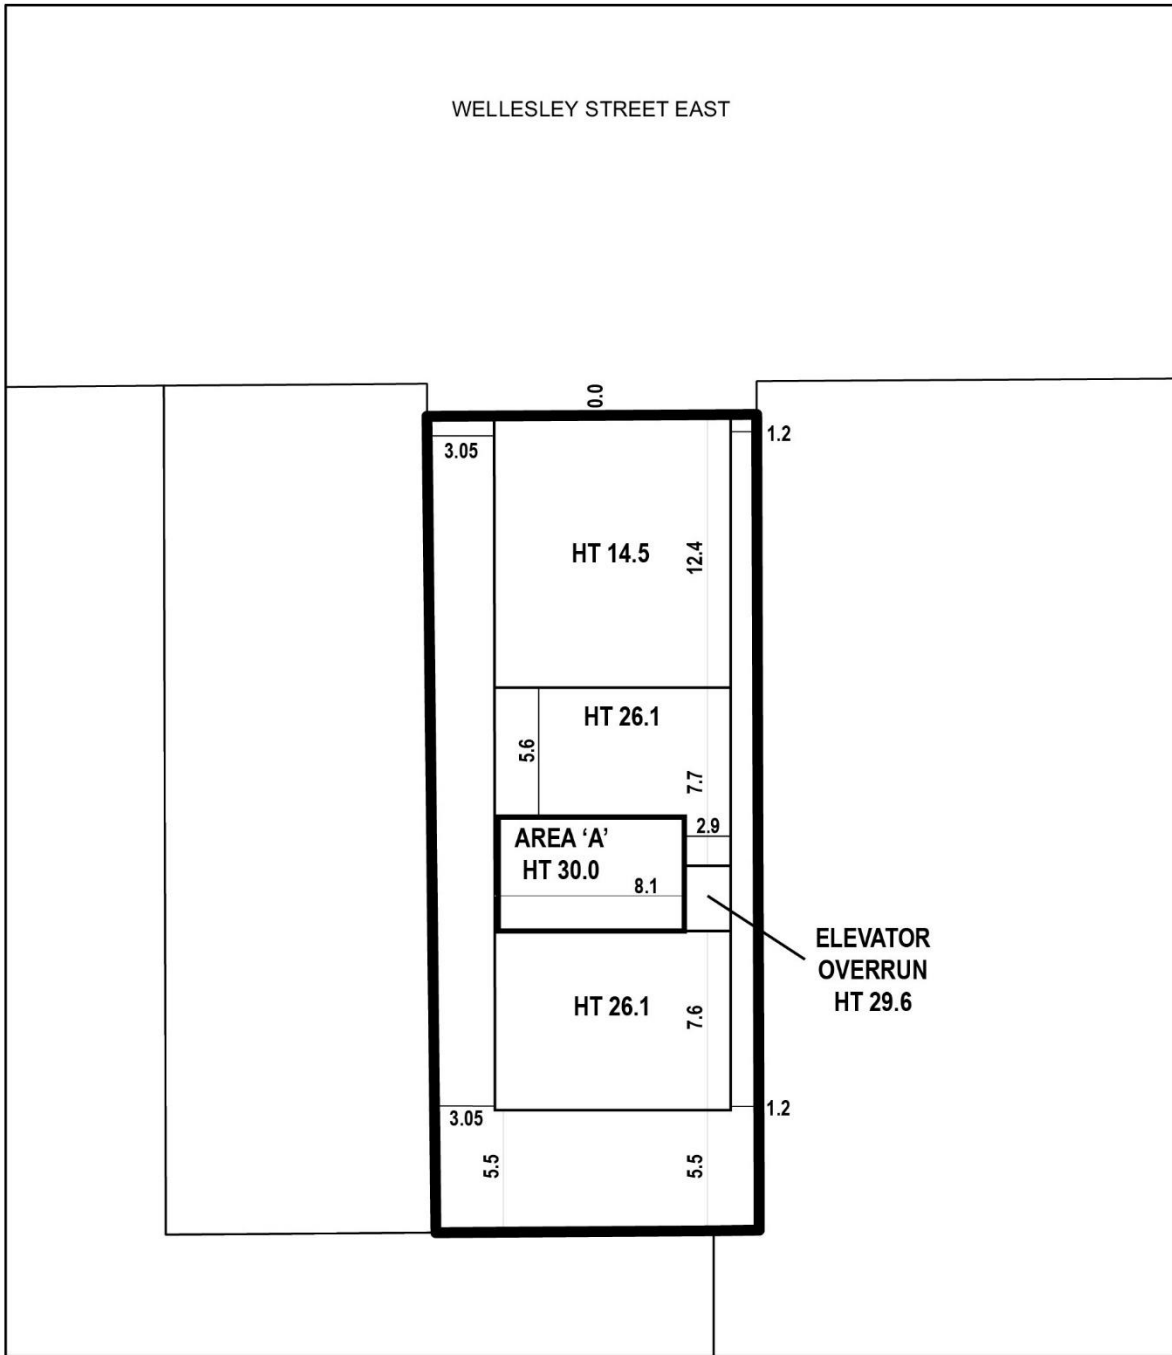 WELLESLEY STREET EAST
0.0
3.05
1.2
HT 14.5
12.4
HT 26.1
5.6
7.7
2.9
AREA ‘A’
HT 30.0
8.1
ELEVATOR
OVERRUN
HT 29.6
HT 26.1
7.6
3.05
1.2
5.5
5.5